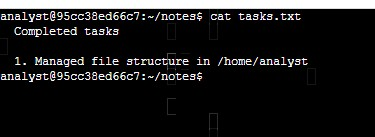 analyst@95cc38ed66c7:~/notes$ cat tasks.txt
Completed tasks
1. Managed file structure in /home/analyst
analyst@95cc38ed66c7:~/notes$